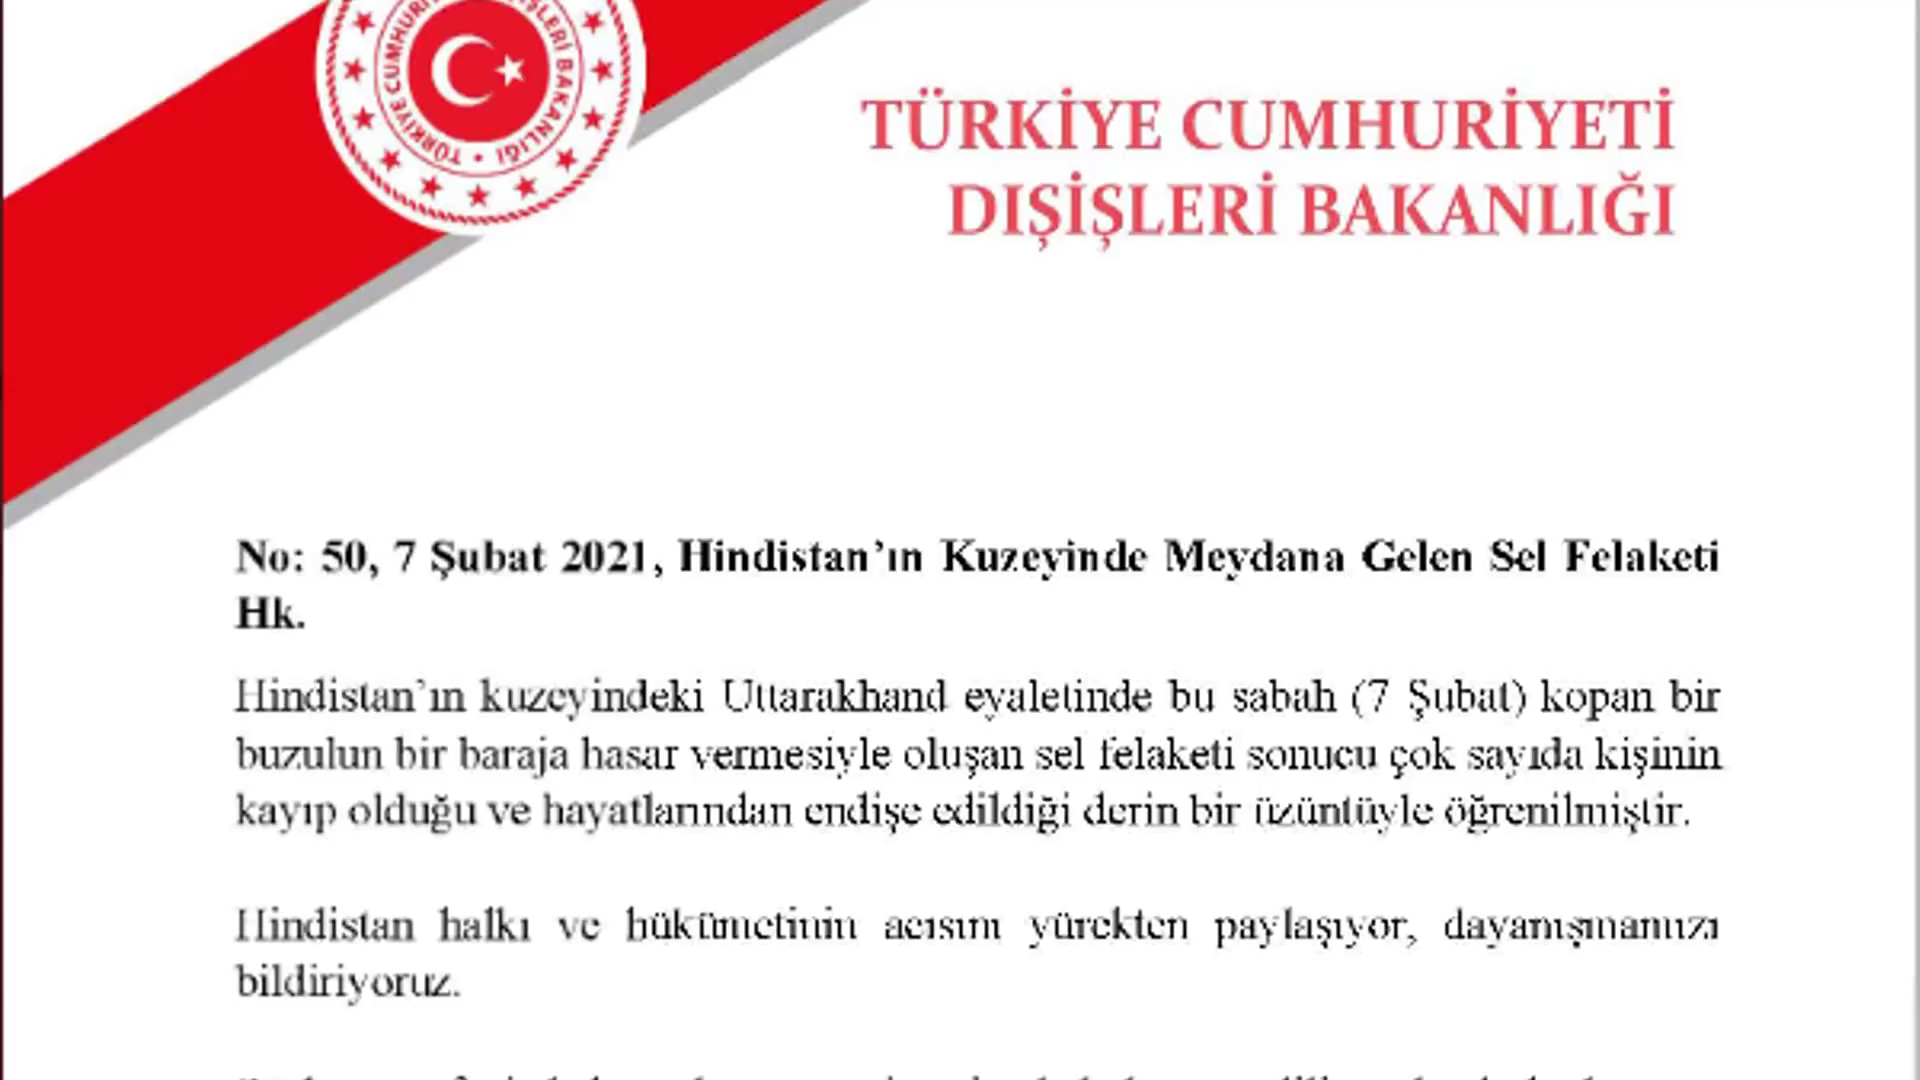 TÜRKİYE CUMHURİYETİ
DIŞİŞLERİ BAKANLIĞI
No: 50, 7 Şubat 2021, Hindistan’ın Kuzeyinde Meydana Gelen Sel Felaketi
Hk.
Hindistan’ın kuzeyindeki Uttarakhand eyaletinde bu sabah (7 Şubat) kopan bir
buzulun bir baraja hasar vermesiyle oluşan sel felaketi sonucu çok sayıda kişinin
kayıp olduğu ve hayatlarından endişe edildiği derin bir üzüntüyle öğrenilmiştir.
Hindistan halkı ve hükümetinin acısını yürekten paylaşıyor, dayanışmamızı
bildiriyoruz.